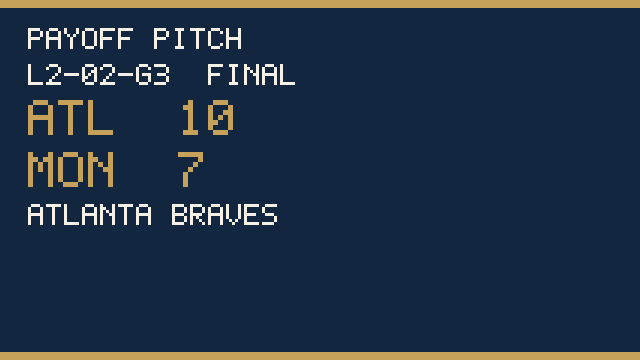 PAYOFF PITCH
L2-02-G3 FINAL
ATL 10
MON 7
ATLANTA BRAVES